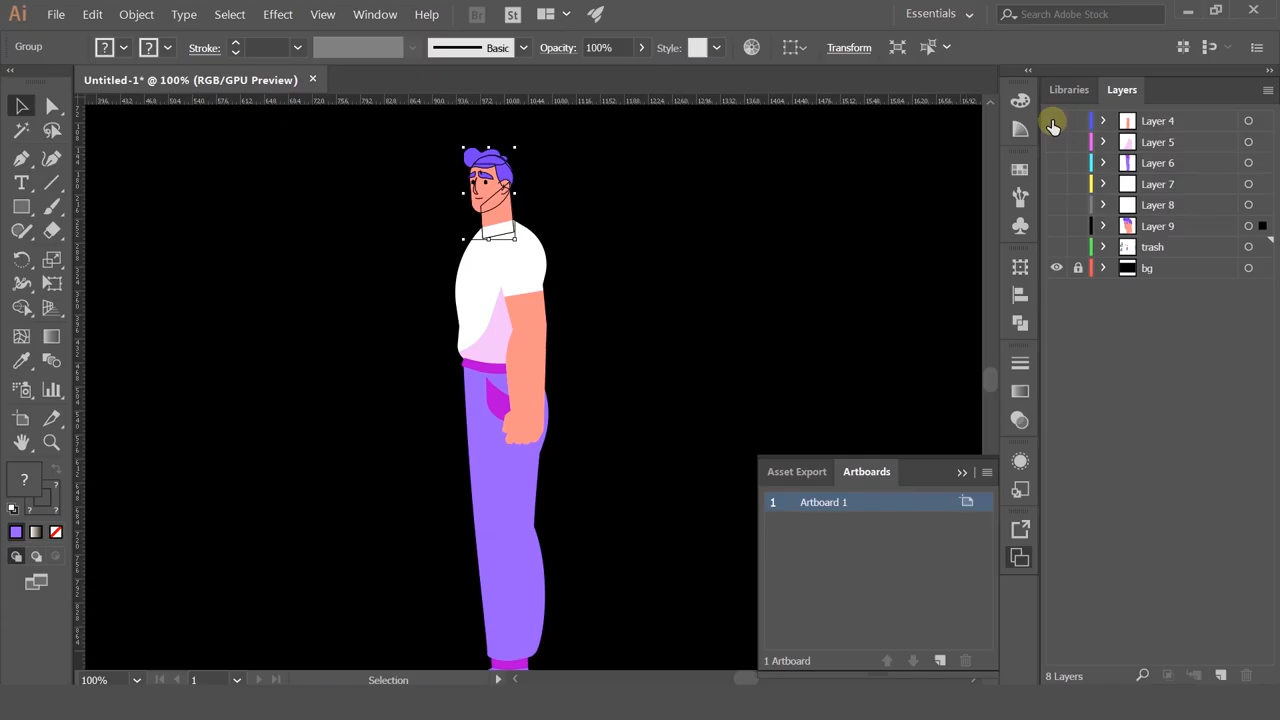 Ai File Edit Object Type Select Effect View Window Help Br St Essentials Search Adobe Stock
Group ? ? Stroke: Basic Opacity: 100% Style: Transform
Untitled-1* @ 100% (RGB/GPU Preview)
Libraries Layers
Layer 4
Layer 5
Layer 6
Layer 7
Layer 8
Layer 9
trash
bg
Asset Export Artboards
1 Artboard 1
1 Artboard
100% 1 Selection
8 Layers